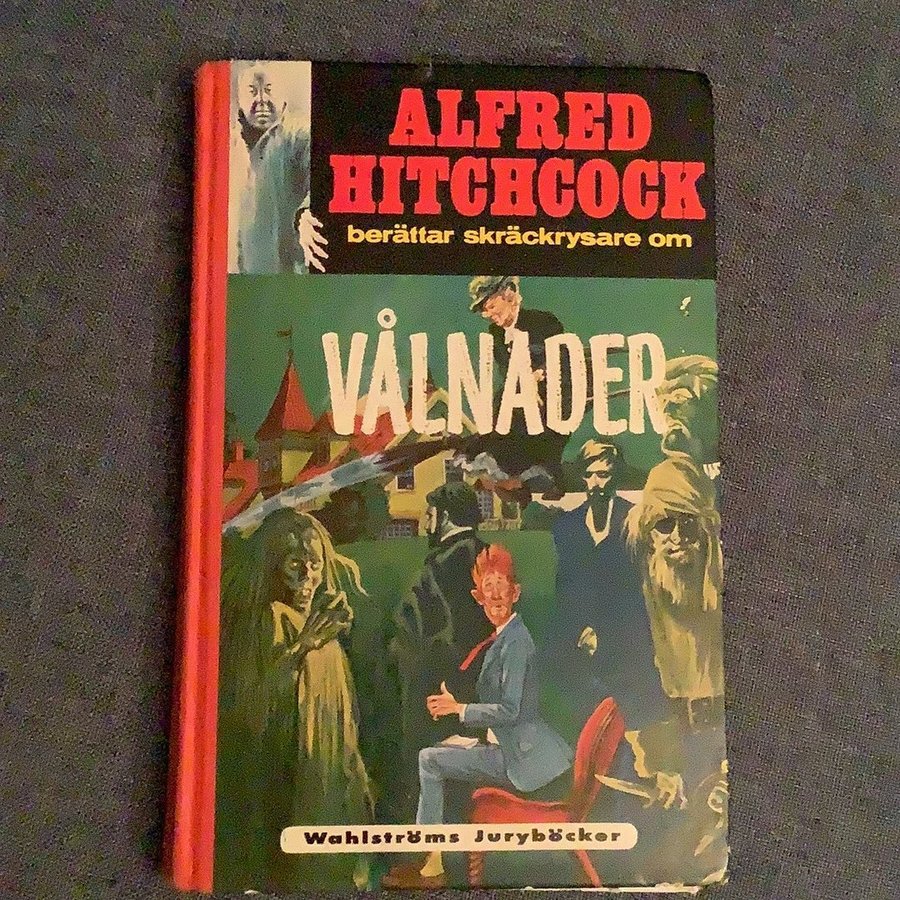 ALFRED
HITCHCOCK
berättar skräckrysare om
VÅLNADER
Wahlströms Juryböcker